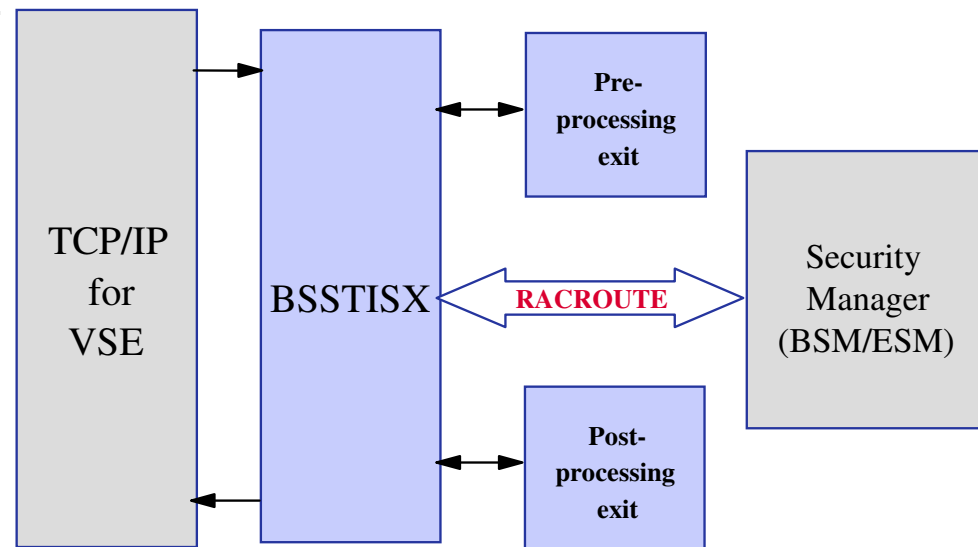 TCP/IP
for
VSE
BSSTISX
Pre-
processing
exit
RACROUTE
Security
Manager
(BSM/ESM)
Post-
processing
exit